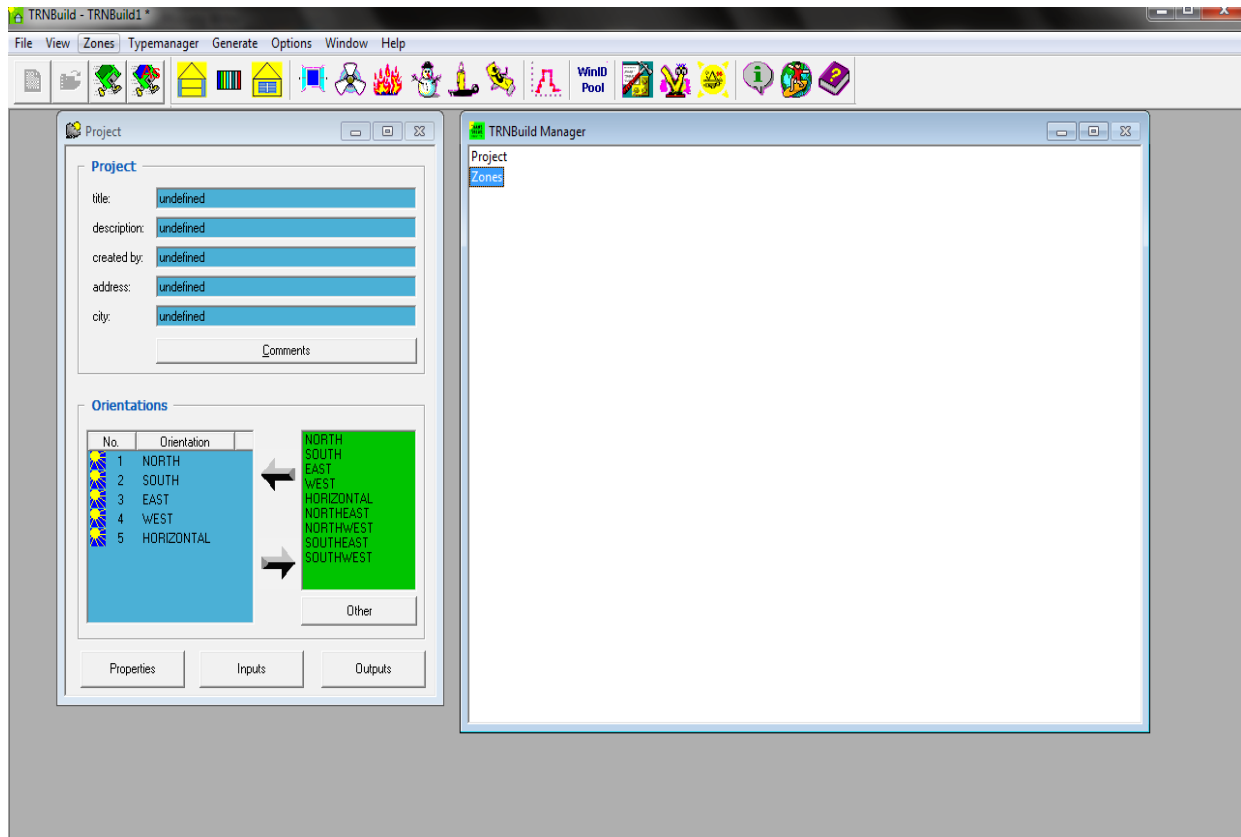 TRNBuild - TRNBuild1 *
File View Zones Typemanager Generate Options Window Help
WinID
Pool
Project
Project
title: undefined
description: undefined
created by: undefined
address: undefined
city: undefined
Comments
Orientations
No. Orientation
1 NORTH
2 SOUTH
3 EAST
4 WEST
5 HORIZONTAL
NORTH
SOUTH
EAST
WEST
HORIZONTAL
NORTHEAST
NORTHWEST
SOUTHEAST
SOUTHWEST
Other
Properties Inputs Outputs
TRNBuild Manager
Project
Zones